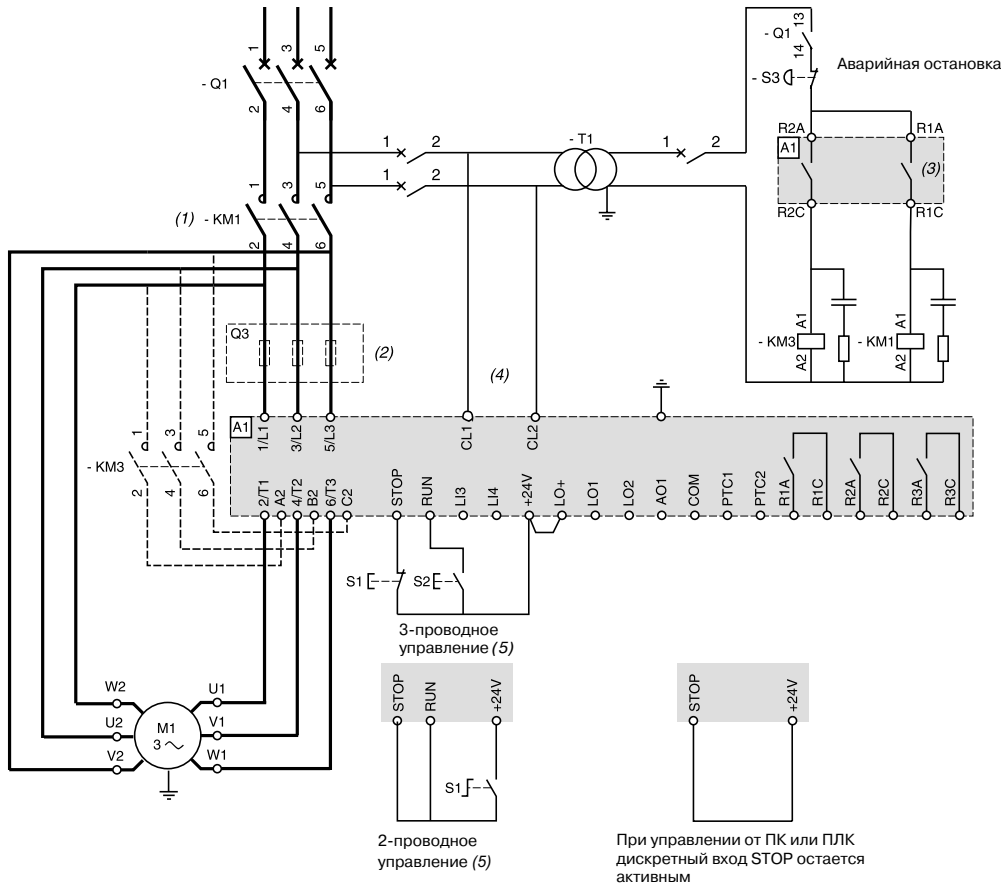 1 3 5
- Q1
2 4 6
13
- Q1
14
- S3
Аварийная остановка
1 2
- T1
1 2
1 2
R2A R1A
A1
(3)
R2C R1C
1 3 5
(1) - KM1
2 4 6
Q3
(2)
(4)
A1 A1
- KM3 - KM1
A2 A2
A1
1/L1 3/L2 5/L3 CL1 CL2
1 3 5
- KM3
2 4 6
2/T1 A2 4/T2 B2 6/T3 C2 STOP RUN LI3 LI4 +24V LO+ LO1 LO2 AO1 COM PTC1 PTC2 R1A R1C R2A R2C R3A R3C
S1 S2
3-проводное
управление (5)
STOP RUN +24V
STOP +24V
W2 U1
U2 V1
V2 W1
M1
3
S1
2-проводное
управление (5)
При управлении от ПК или ПЛК
дискретный вход STOP остается
активным